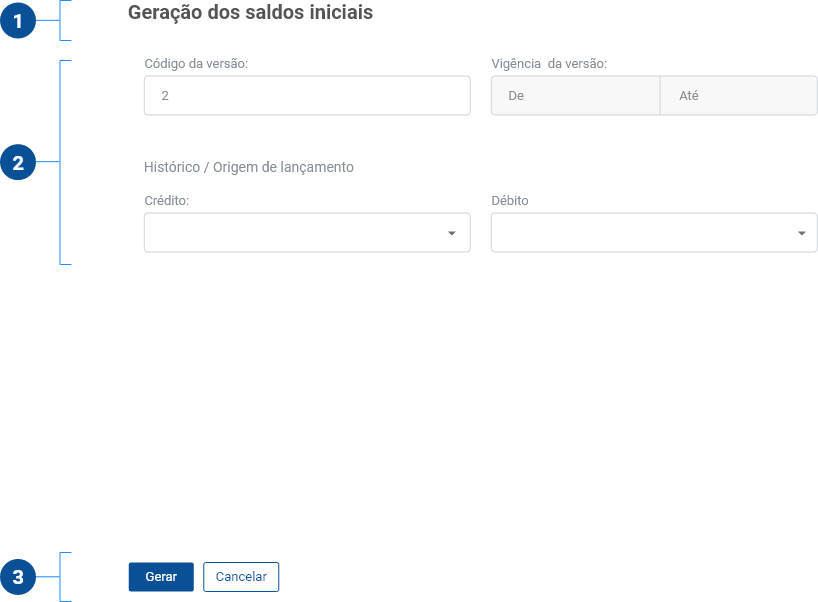 1
Geração dos saldos iniciais
Código da versão:
Vigência da versão:
2
De
Até
2
Histórico / Origem de lançamento
Crédito:
Débito
3
Gerar
Cancelar